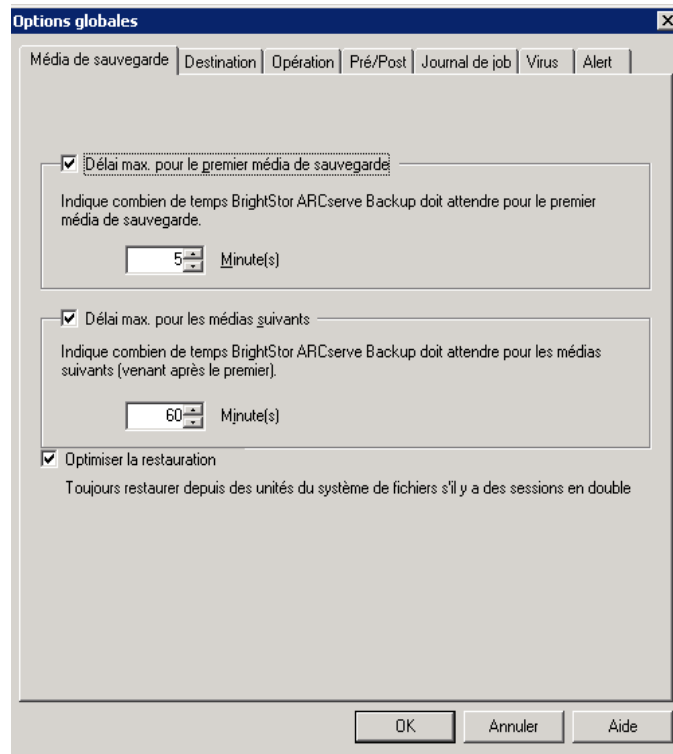 Options globales
Média de sauvegarde Destination Opération Pré/Post Journal de job Virus Alert
Délai max. pour le premier média de sauvegarde
Indique combien de temps BrightStor ARCserve Backup doit attendre pour le premier
média de sauvegarde.
5 Minute(s)
Délai max. pour les médias suivants
Indique combien de temps BrightStor ARCserve Backup doit attendre pour les médias
suivants (venant après le premier).
60 Minute(s)
Optimiser la restauration
Toujours restaurer depuis des unités du système de fichiers s'il y a des sessions en double
OK Annuler Aide